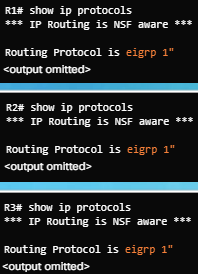 R1# show ip protocols
*** IP Routing is NSF aware ***
Routing Protocol is eigrp 1"
<output omitted>
R2# show ip protocols
*** IP Routing is NSF aware ***
Routing Protocol is eigrp 1"
<output omitted>
R3# show ip protocols
*** IP Routing is NSF aware ***
Routing Protocol is eigrp 1"
<output omitted>